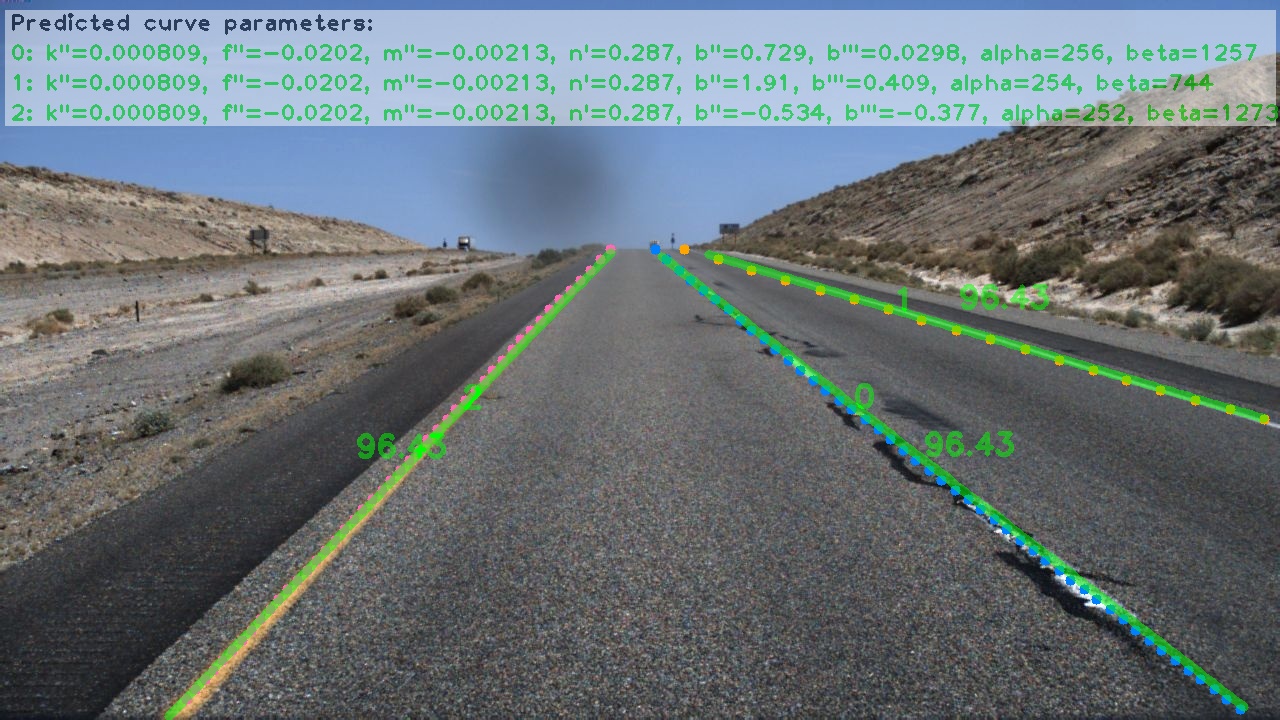 Predicted curve parameters:
0: k''=0.000809, f''=-0.0202, m''=-0.00213, n'=0.287, b''=0.729, b'''=0.0298, alpha=256, beta=1257
1: k''=0.000809, f''=-0.0202, m''=-0.00213, n'=0.287, b''=1.91, b'''=0.409, alpha=254, beta=744
2: k''=0.000809, f''=-0.0202, m''=-0.00213, n'=0.287, b''=-0.534, b'''=-0.377, alpha=252, beta=1273
1 96.43
2 0
96.43 96.43